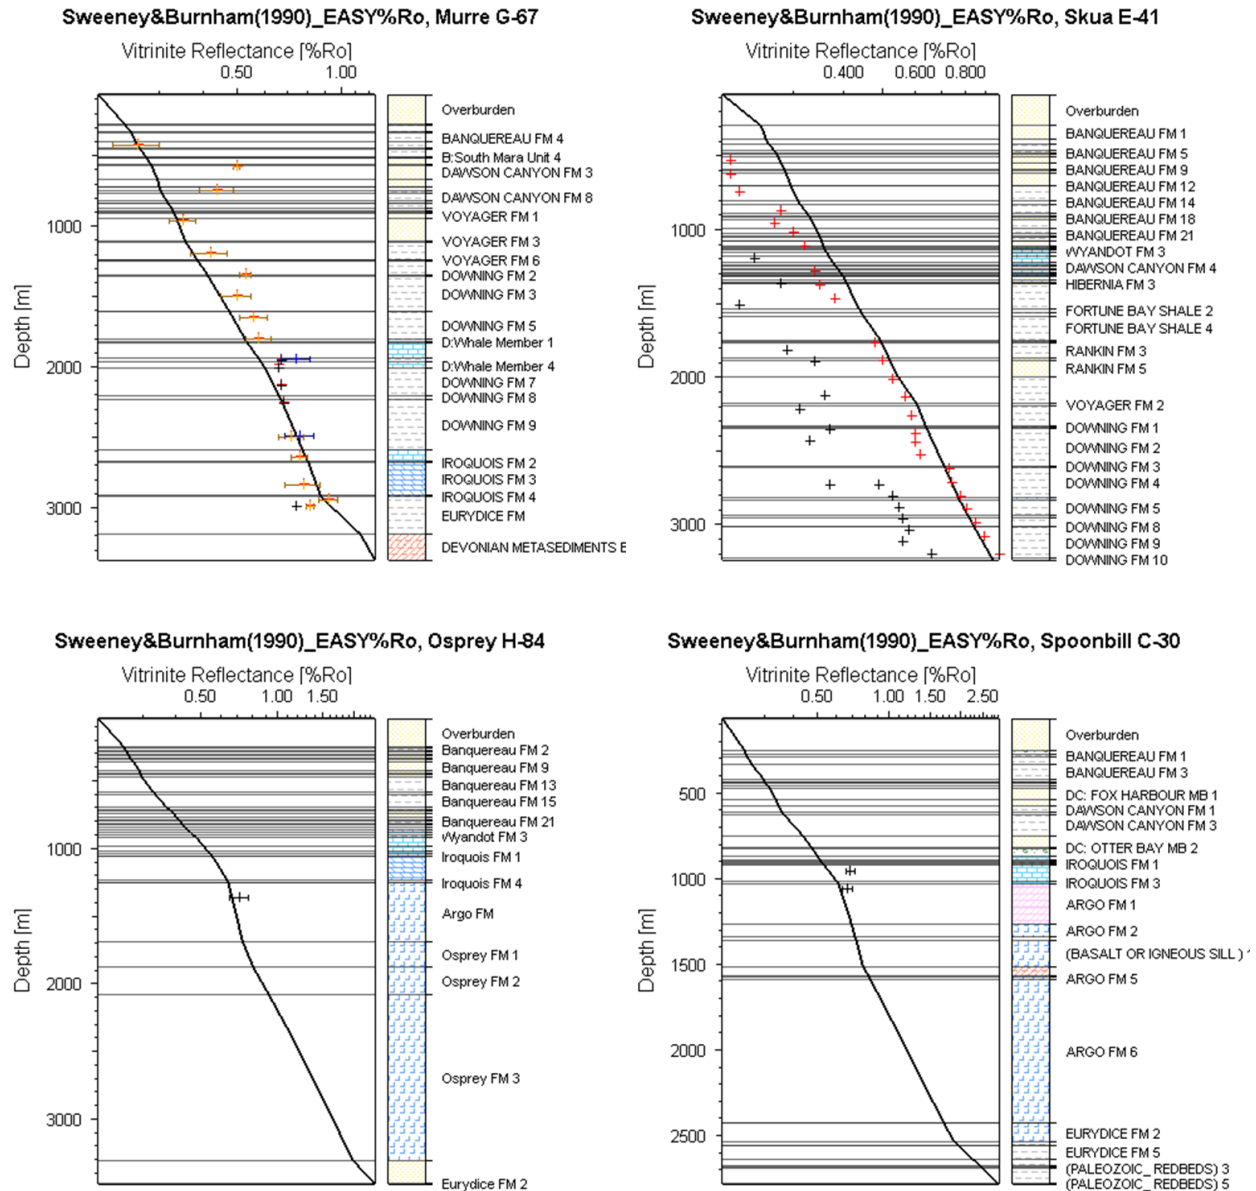 Sweeney&Burnham(1990)_EASY%Ro, Murre G-67
Vitrinite Reflectance [%Ro]
0.50 1.00
Depth [m]
1000
2000
3000
Overburden
BANQUEREAU FM 4
B:South Mara Unit 4
DAWSON CANYON FM 3
DAWSON CANYON FM 8
VOYAGER FM 1
VOYAGER FM 3
VOYAGER FM 6
DOWNING FM 2
DOWNING FM 3
DOWNING FM 5
D:Whale Member 1
D:Whale Member 4
DOWNING FM 7
DOWNING FM 8
DOWNING FM 9
IROQUOIS FM 2
IROQUOIS FM 3
IROQUOIS FM 4
EURYDICE FM
DEVONIAN METASEDIMENTS E
Sweeney&Burnham(1990)_EASY%Ro, Skua E-41
Vitrinite Reflectance [%Ro]
0.400 0.600 0.800
Depth [m]
1000
2000
3000
Overburden
BANQUEREAU FM 1
BANQUEREAU FM 5
BANQUEREAU FM 9
BANQUEREAU FM 12
BANQUEREAU FM 14
BANQUEREAU FM 18
BANQUEREAU FM 21
WYANDOT FM 3
DAWSON CANYON FM 4
HIBERNIA FM 3
FORTUNE BAY SHALE 2
FORTUNE BAY SHALE 4
RANKIN FM 3
RANKIN FM 5
VOYAGER FM 2
DOWNING FM 1
DOWNING FM 2
DOWNING FM 3
DOWNING FM 4
DOWNING FM 5
DOWNING FM 8
DOWNING FM 9
DOWNING FM 10
Sweeney&Burnham(1990)_EASY%Ro, Osprey H-84
Vitrinite Reflectance [%Ro]
0.50 1.00 1.50
Depth [m]
1000
2000
3000
Overburden
Banquereau FM 2
Banquereau FM 9
Banquereau FM 13
Banquereau FM 15
Banquereau FM 21
Wyandot FM 3
Iroquois FM 1
Iroquois FM 4
Argo FM
Osprey FM 1
Osprey FM 2
Osprey FM 3
Eurydice FM 2
Sweeney&Burnham(1990)_EASY%Ro, Spoonbill C-30
Vitrinite Reflectance [%Ro]
0.50 1.00 1.50 2.50
Depth [m]
500
1000
1500
2000
2500
Overburden
BANQUEREAU FM 1
BANQUEREAU FM 3
DC: FOX HARBOUR MB 1
DAWSON CANYON FM 1
DAWSON CANYON FM 3
DC: OTTER BAY MB 2
IROQUOIS FM 1
IROQUOIS FM 3
ARGO FM 1
ARGO FM 2
(BASALT OR IGNEOUS SILL )
ARGO FM 5
ARGO FM 6
EURYDICE FM 2
EURYDICE FM 5
(PALEOZOIC_ REDBEDS) 3
(PALEOZOIC_ REDBEDS) 5